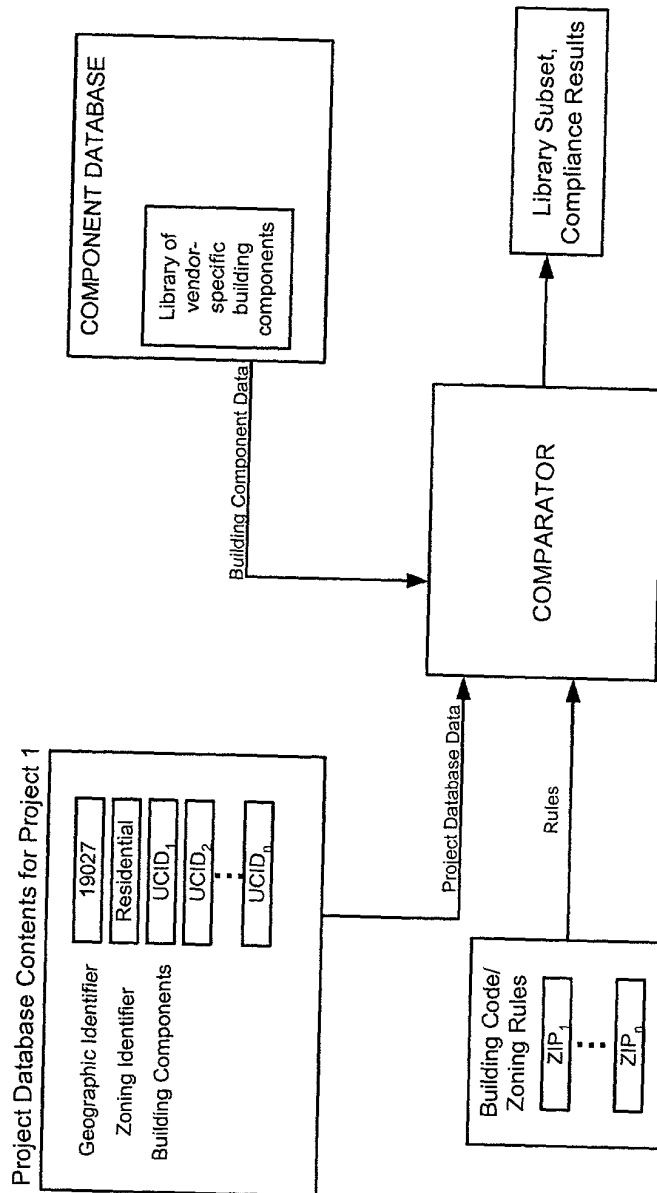 Project Database Contents for Project 1
Geographic Identifier
19027
Zoning Identifier
Residential
Building Components
UCID1
UCID2
UCIDn
COMPONENT DATABASE
Library of
vendor-
specific
building
components
Building Component Data
Project Database Data
Building Code/
Zoning Rules
ZIP1
ZIPn
Rules
COMPARATOR
Library Subset,
Compliance Results